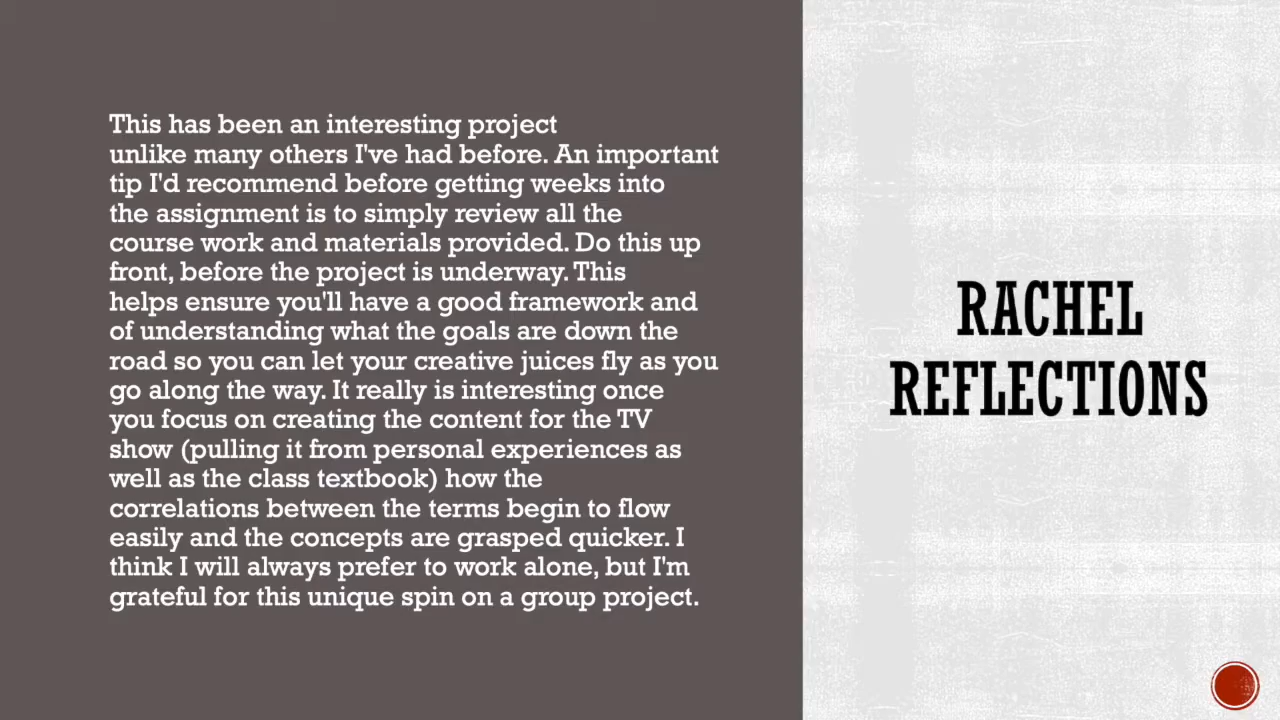 This has been an interesting project
unlike many others I've had before. An important
tip I'd recommend before getting weeks into
the assignment is to simply review all the
course work and materials provided. Do this up
front, before the project is underway. This
helps ensure you'll have a good framework and
of understanding what the goals are down the
road so you can let your creative juices fly as you
go along the way. It really is interesting once
you focus on creating the content for the TV
show (pulling it from personal experiences as
well as the class textbook) how the
correlations between the terms begin to flow
easily and the concepts are grasped quicker. I
think I will always prefer to work alone, but I'm
grateful for this unique spin on a group project.
RACHEL
REFLECTIONS